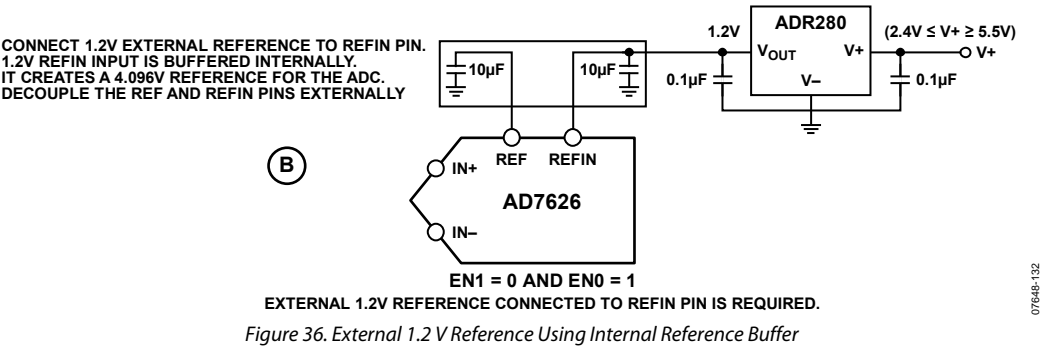 CONNECT 1.2V EXTERNAL REFERENCE TO REFIN PIN.
1.2V REFIN INPUT IS BUFFERED INTERNALLY.
IT CREATES A 4.096V REFERENCE FOR THE ADC.
DECOUPLE THE REF AND REFIN PINS EXTERNALLY
10µF
10µF
1.2V
ADR280
VOUT
V+
V–
(2.4V ≤ V+ ≥ 5.5V)
V+
0.1µF
0.1µF
B
REF
REFIN
IN+
AD7626
IN–
EN1 = 0 AND EN0 = 1
EXTERNAL 1.2V REFERENCE CONNECTED TO REFIN PIN IS REQUIRED.
07648-132
Figure 36. External 1.2 V Reference Using Internal Reference Buffer